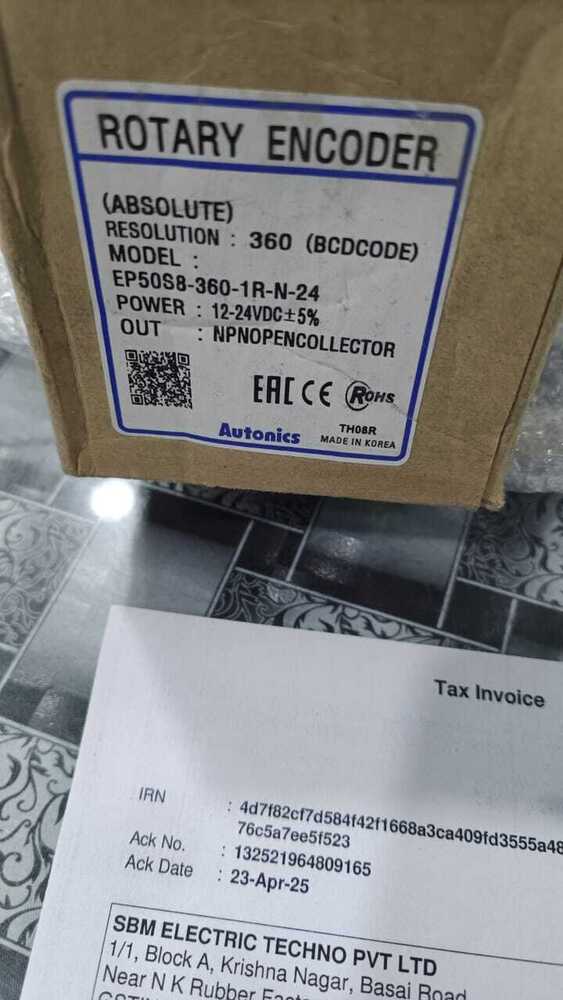 ROTARY ENCODER
(ABSOLUTE)
RESOLUTION : 360 (BCDCODE)
MODEL :
EP50S8-360-1R-N-24
POWER : 12-24VDC±5%
OUT : NPNOPENCOLLECTOR
EAC CE RoHS
Autonics
TH08R
MADE IN KOREA
Tax Invoice
IRN : 4d7f82cf7d584f42f1668a3ca409fd3555a48
76c5a7ee5f523
Ack No. : 132521964809165
Ack Date : 23-Apr-25
SBM ELECTRIC TECHNO PVT LTD
1/1, Block A, Krishna Nagar, Basai Road
Near N K Rubber